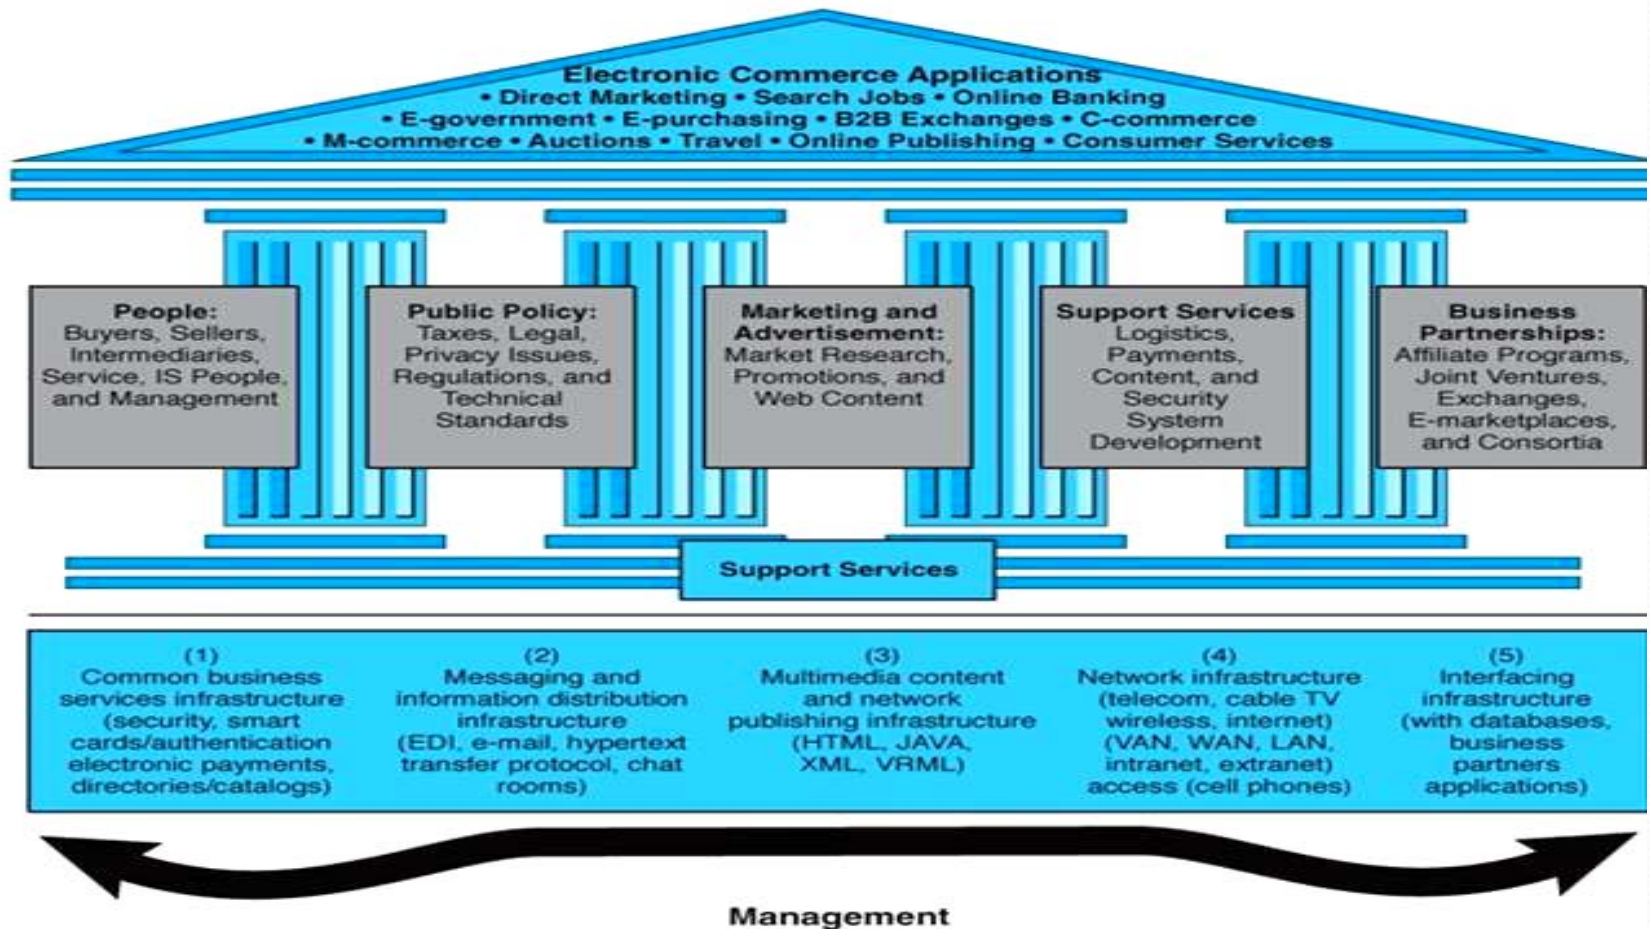 Electronic Commerce Applications
• Direct Marketing • Search Jobs • Online Banking
• E-government • E-purchasing • B2B Exchanges • C-commerce
• M-commerce • Auctions • Travel • Online Publishing • Consumer Services
People:
Buyers, Sellers,
Intermediaries,
Service, IS People,
and Management
Public Policy:
Taxes, Legal,
Privacy Issues,
Regulations, and
Technical
Standards
Marketing and
Advertisement:
Market Research,
Promotions, and
Web Content
Support Services
Logistics,
Payments,
Content, and
Security
System
Development
Business
Partnerships:
Affiliate Programs,
Joint Ventures,
Exchanges,
E-marketplaces,
and Consortia
Support Services
(1)
Common business
services infrastructure
(security, smart
cards/authentication
electronic payments,
directories/catalogs)
(2)
Messaging and
information distribution
infrastructure
(EDI, e-mail, hypertext
transfer protocol, chat
rooms)
(3)
Multimedia content
and network
publishing infrastructure
(HTML, JAVA,
XML, VRML)
(4)
Network infrastructure
(telecom, cable TV
wireless, internet)
(VAN, WAN, LAN,
intranet, extranet)
access (cell phones)
(5)
Interfacing
infrastructure
(with databases,
business
partners
applications)
Management